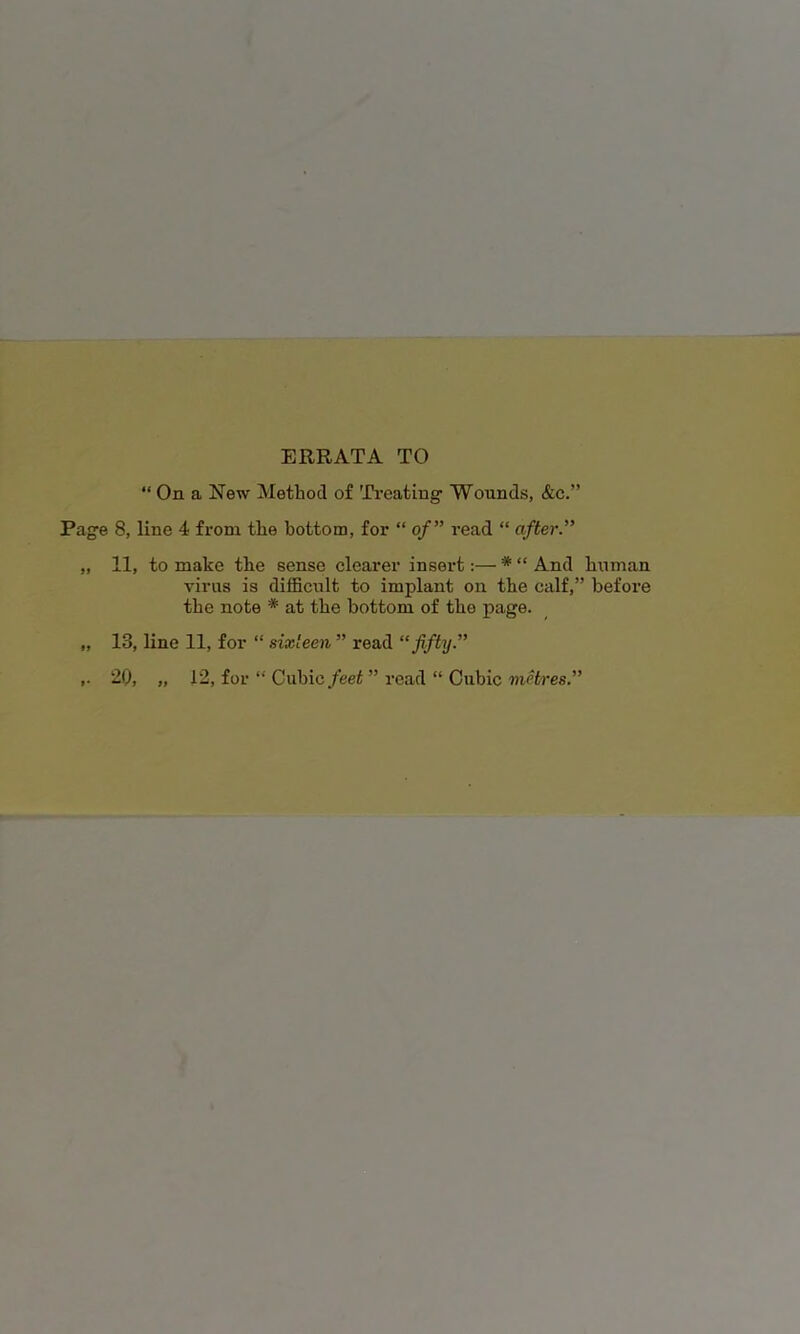 ERRATA TO
“ On a New Method of Treating Wounds, &c.”
Page 8, line 4 from the bottom, for “ of ” read “ after.”
„ 11, to make the sense clearer insert :— * “ And human
virus is difficult to implant on the calf,” before
the note * at the bottom of the page.
„ 13, line 11, for “ sixteen ” read “ fifty.”
„ 20, „ 12, for “ Cubic feet ” read “ Cubic mètres.”